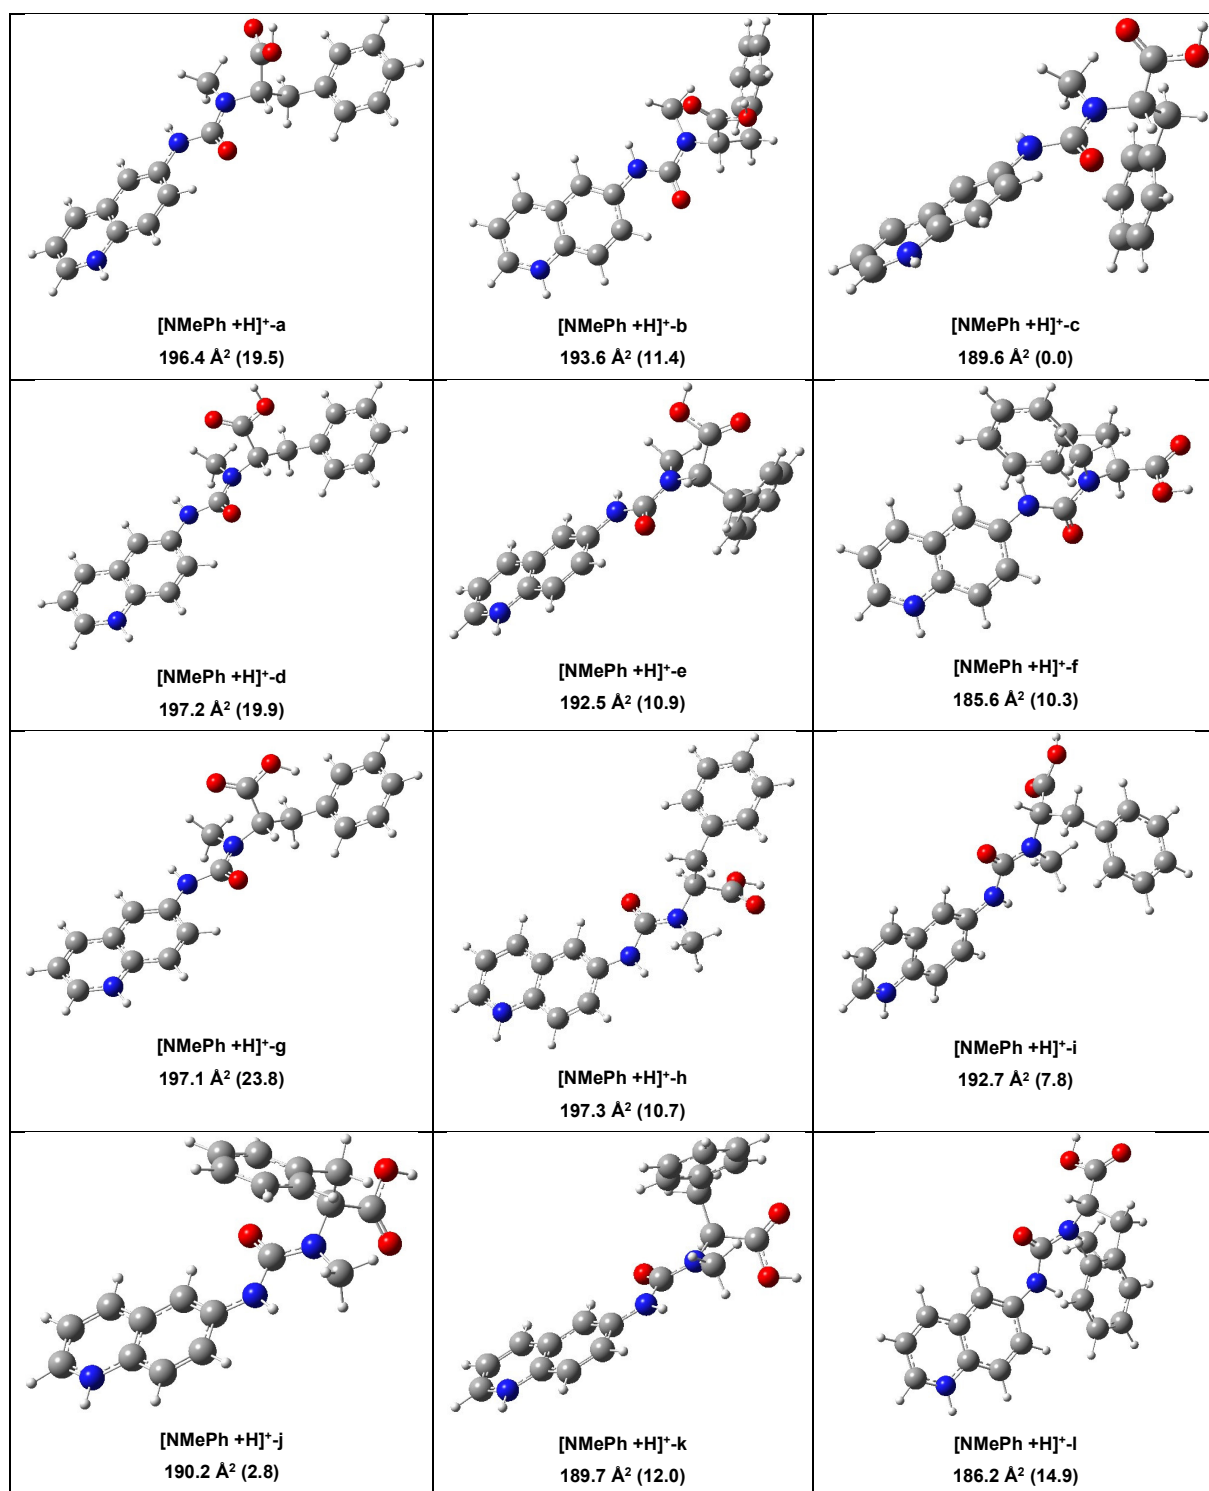 [NMePh +H]⁺-a
196.4 Å² (19.5)
[NMePh +H]⁺-b
193.6 Å² (11.4)
[NMePh +H]⁺-c
189.6 Å² (0.0)
[NMePh +H]⁺-d
197.2 Å² (19.9)
[NMePh +H]⁺-e
192.5 Å² (10.9)
[NMePh +H]⁺-f
185.6 Å² (10.3)
[NMePh +H]⁺-g
197.1 Å² (23.8)
[NMePh +H]⁺-h
197.3 Å² (10.7)
[NMePh +H]⁺-i
192.7 Å² (7.8)
[NMePh +H]⁺-j
190.2 Å² (2.8)
[NMePh +H]⁺-k
189.7 Å² (12.0)
[NMePh +H]⁺-l
186.2 Å² (14.9)